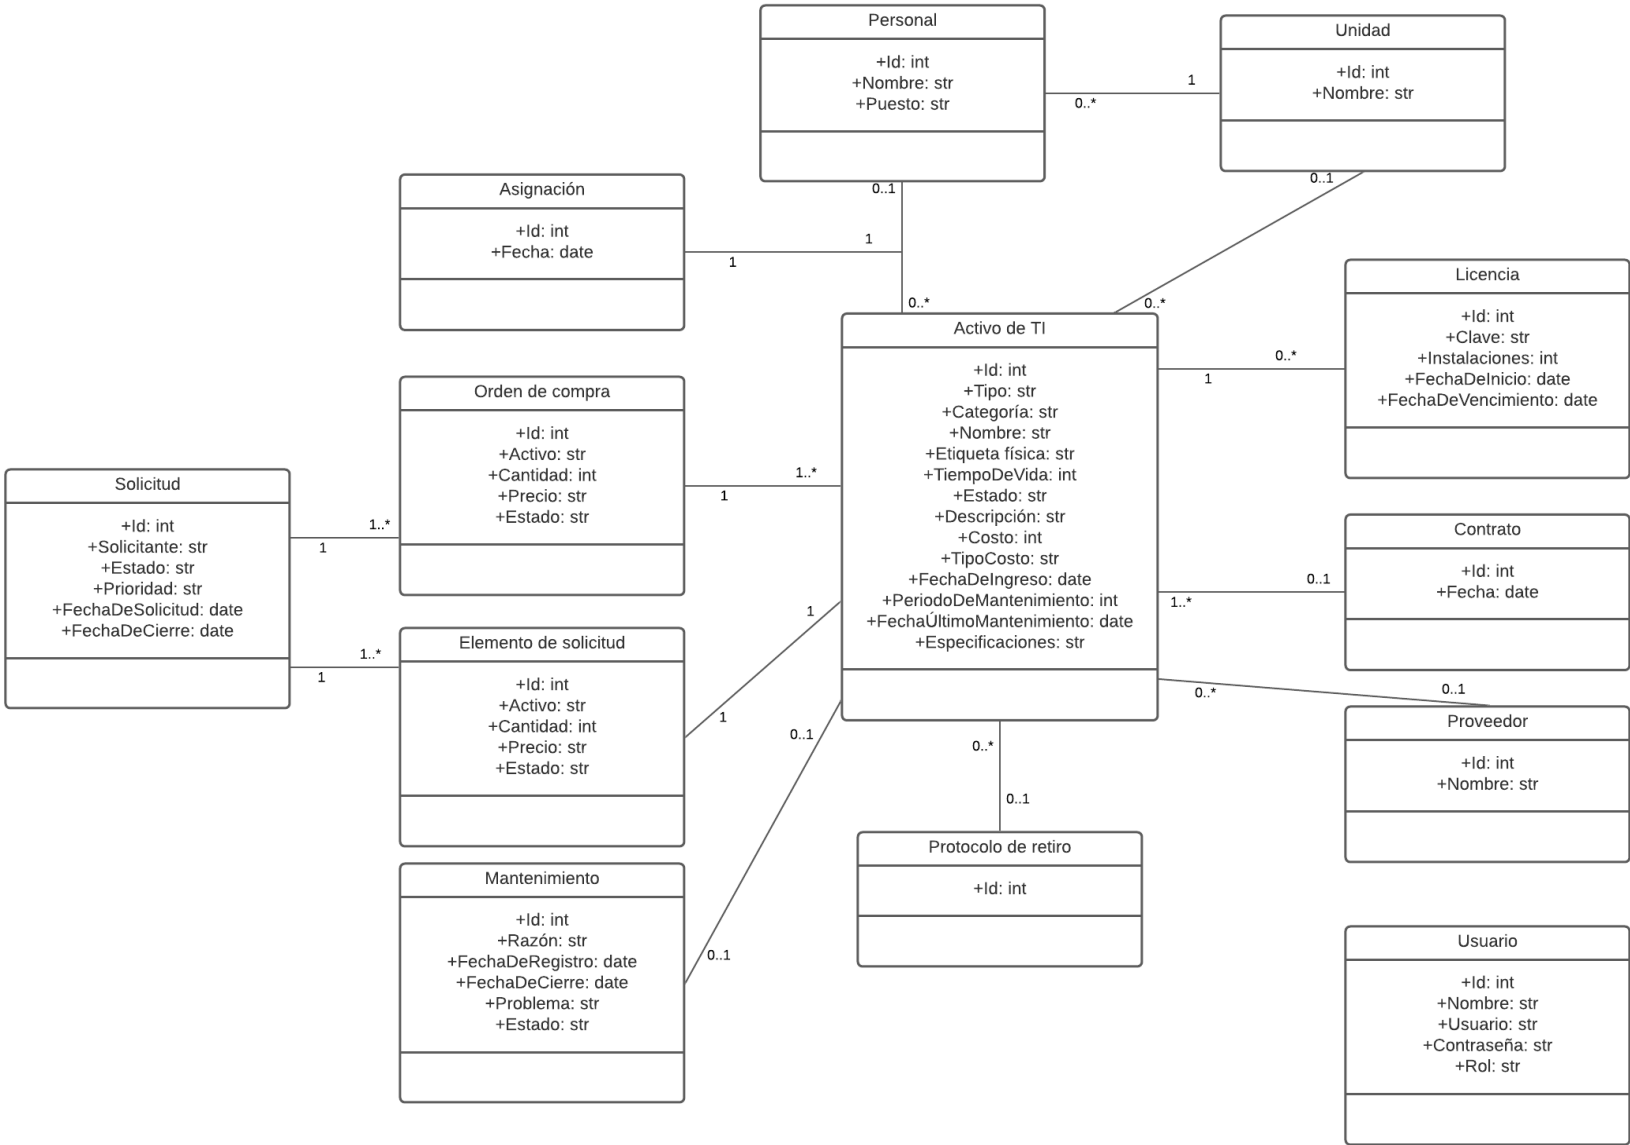 Personal
+Id: int
+Nombre: str
+Puesto: str
Unidad
+Id: int
+Nombre: str
1
0..*
0..1
0..1
Asignación
+Id: int
+Fecha: date
1
1
0..*
0..*
Licencia
+Id: int
+Clave: str
+Instalaciones: int
+FechaDeInicio: date
+FechaDeVencimiento: date
0..*
1
Activo de TI
+Id: int
+Tipo: str
+Categoría: str
+Nombre: str
+Etiqueta física: str
+TiempoDeVida: int
+Estado: str
+Descripción: str
+Costo: int
+TipoCosto: str
+FechaDeIngreso: date
+PeriodoDeMantenimiento: int
+FechaÚltimoMantenimiento: date
+Especificaciones: str
Orden de compra
+Id: int
+Activo: str
+Cantidad: int
+Precio: str
+Estado: str
1..*
1
Solicitud
+Id: int
+Solicitante: str
+Estado: str
+Prioridad: str
+FechaDeSolicitud: date
+FechaDeCierre: date
1..*
1
1..*
1
Contrato
+Id: int
+Fecha: date
0..1
1..*
Elemento de solicitud
+Id: int
+Activo: str
+Cantidad: int
+Precio: str
+Estado: str
1
1
0..1
0..*
0..1
Proveedor
+Id: int
+Nombre: str
0..*
0..1
Protocolo de retiro
+Id: int
Mantenimiento
+Id: int
+Razón: str
+FechaDeRegistro: date
+FechaDeCierre: date
+Problema: str
+Estado: str
0..1
Usuario
+Id: int
+Nombre: str
+Usuario: str
+Contraseña: str
+Rol: str